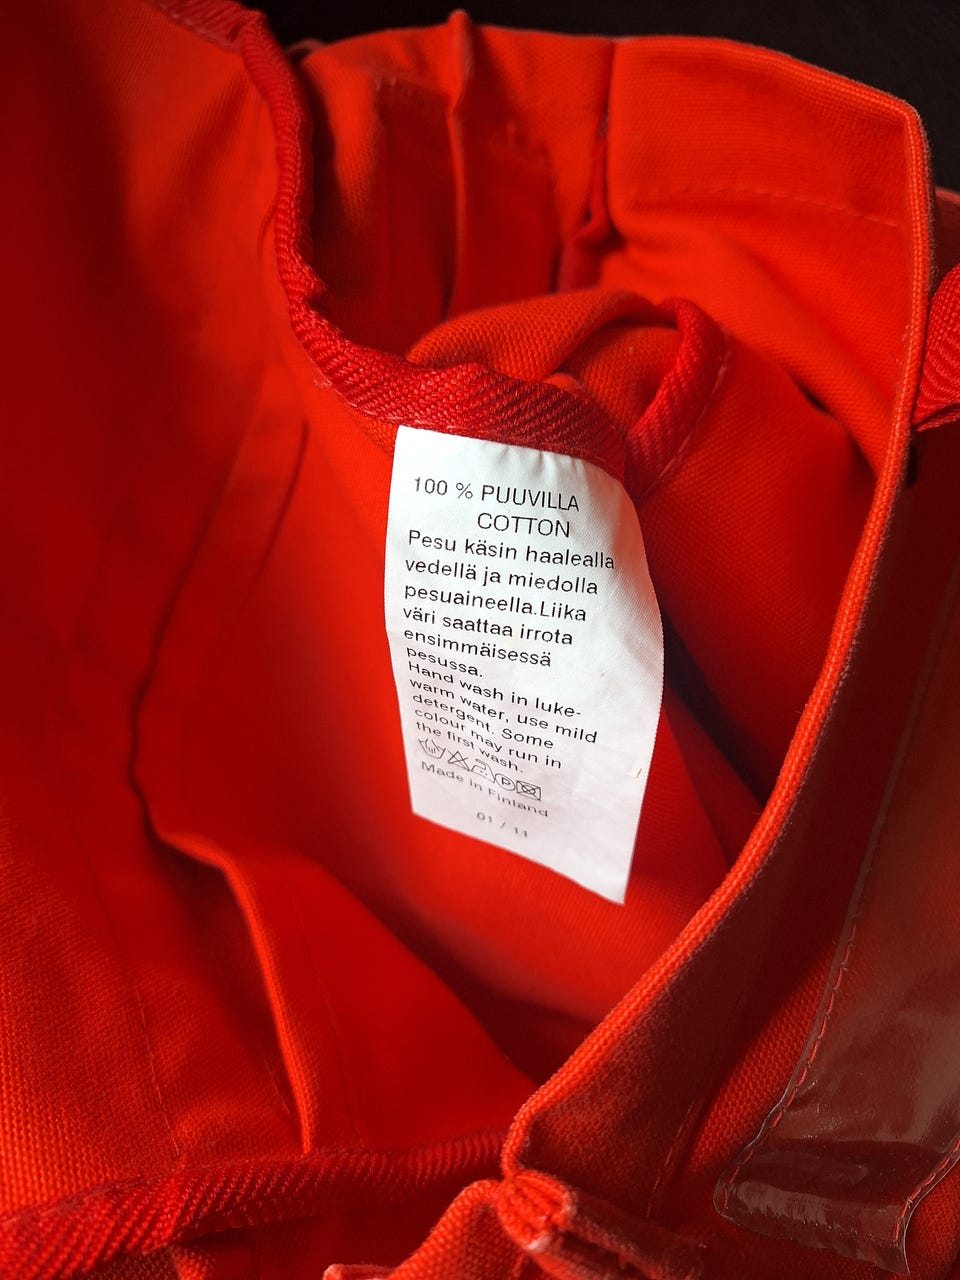 100 % PUUVILLA
COTTON
Pesu käsin haalealla
vedellä ja miedolla
pesuaineella.Liika
väri saattaa irrota
ensimmäisessä
pesussa.
Hand wash in luke-
warm water, use mild
detergent. Some
colour may run in
the first wash.
P
Made in Finland
01 / 11